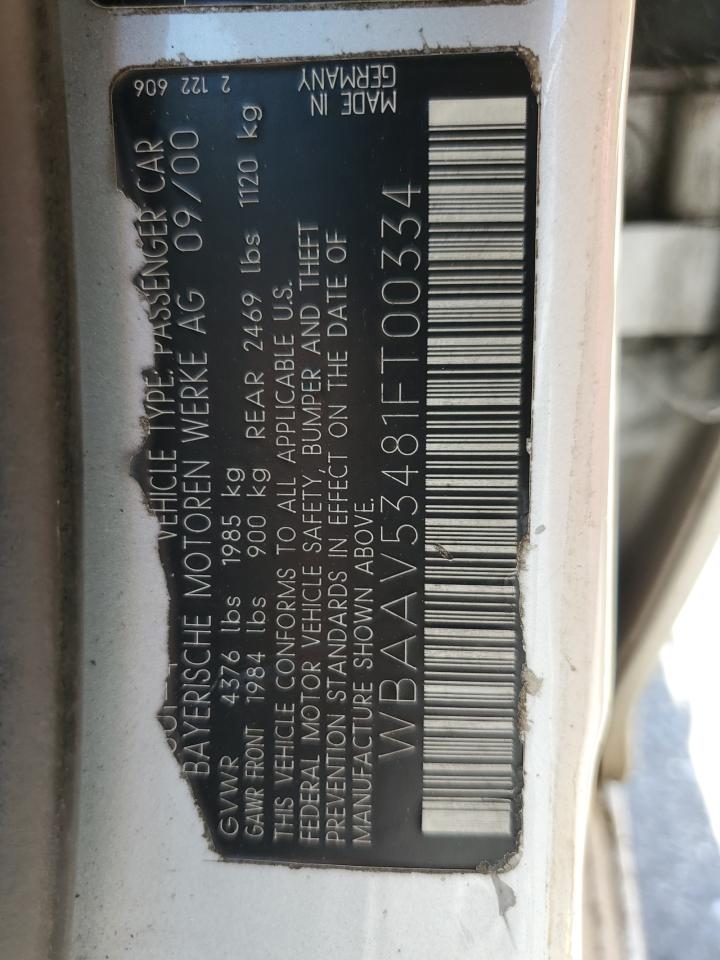 VEHICLE TYPE: PASSENGER CAR
BAYERISCHE MOTOREN WERKE AG 09/00
GVWR 4376 lbs 1985 kg
GAWR FRONT 1984 lbs 900 kg REAR 2469 lbs 1120 kg
THIS VEHICLE CONFORMS TO ALL APPLICABLE U.S.
FEDERAL MOTOR VEHICLE SAFETY, BUMPER AND THEFT
PREVENTION STANDARDS IN EFFECT ON THE DATE OF
MANUFACTURE SHOWN ABOVE.
WBAAV53481FT00334
2 122 606
MADE IN
GERMANY